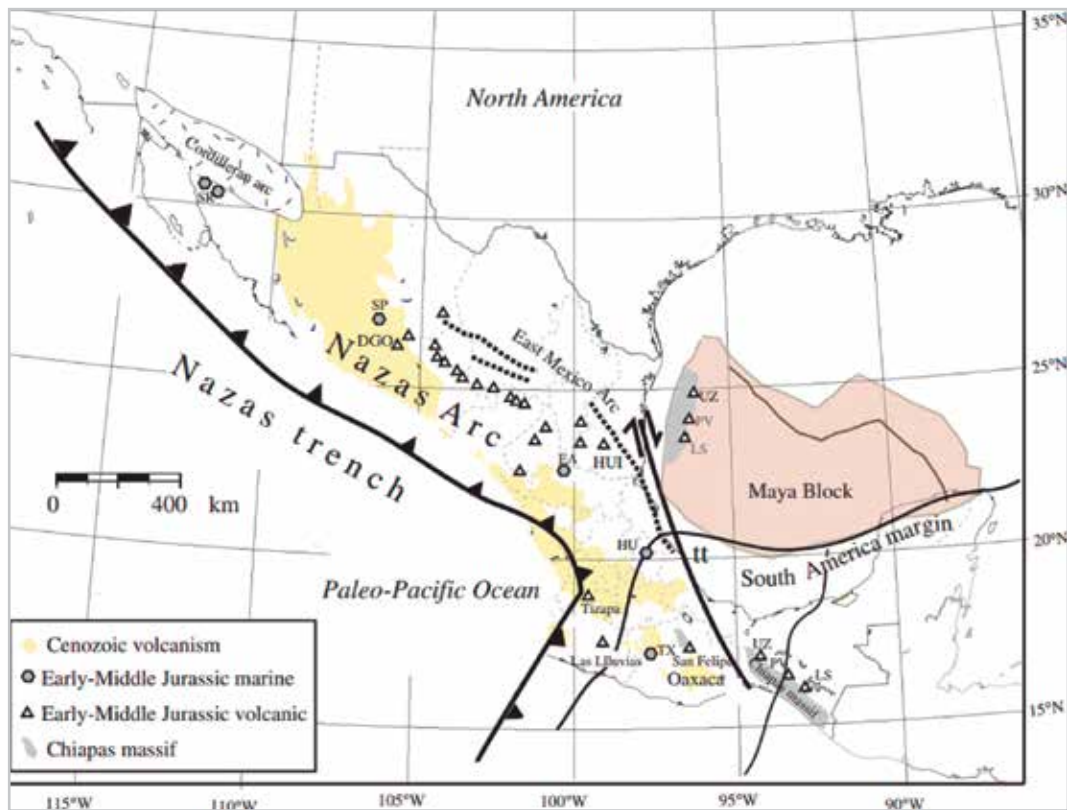 35°N
North America
Cordilleran arc
SR
30°N
SP
DGO
East Mexico Arc
Nazas Arc
Nazas trench
25°N
UZ
PV
LS
EA
HUI
Maya Block
0 400
km
HU
tt
20°N
South America margin
Paleo-Pacific Ocean
Tizapa
Las Lluvias
TX
San Felipe
Oaxaca
UZ
PV
LS
Chiapas massif
15°N
Cenozoic volcanism
Early-Middle Jurassic marine
Early-Middle Jurassic volcanic
Chiapas massif
115°W
110°W
105°W
100°W
95°W
90°W